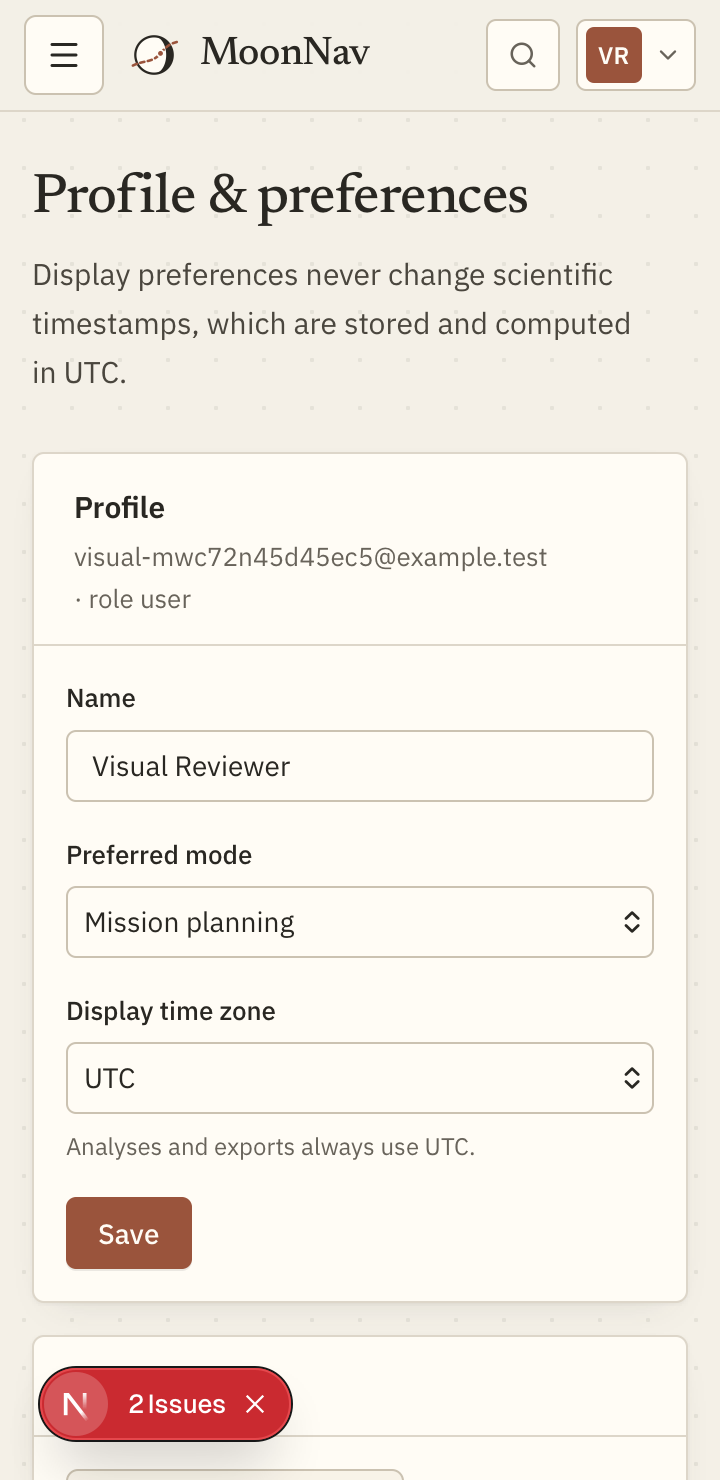 MoonNav
VR
Profile & preferences
Display preferences never change scientific
timestamps, which are stored and computed
in UTC.
Profile
visual-mwc72n45d45ec5@example.test
· role user
Name
Visual Reviewer
Preferred mode
Mission planning
Display time zone
UTC
Analyses and exports always use UTC.
Save
N
2 Issues